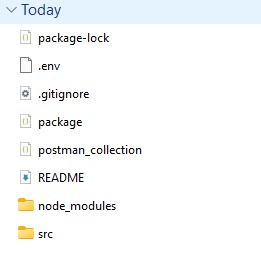 Today
package-lock
.env
.gitignore
package
postman_collection
README
node_modules
src